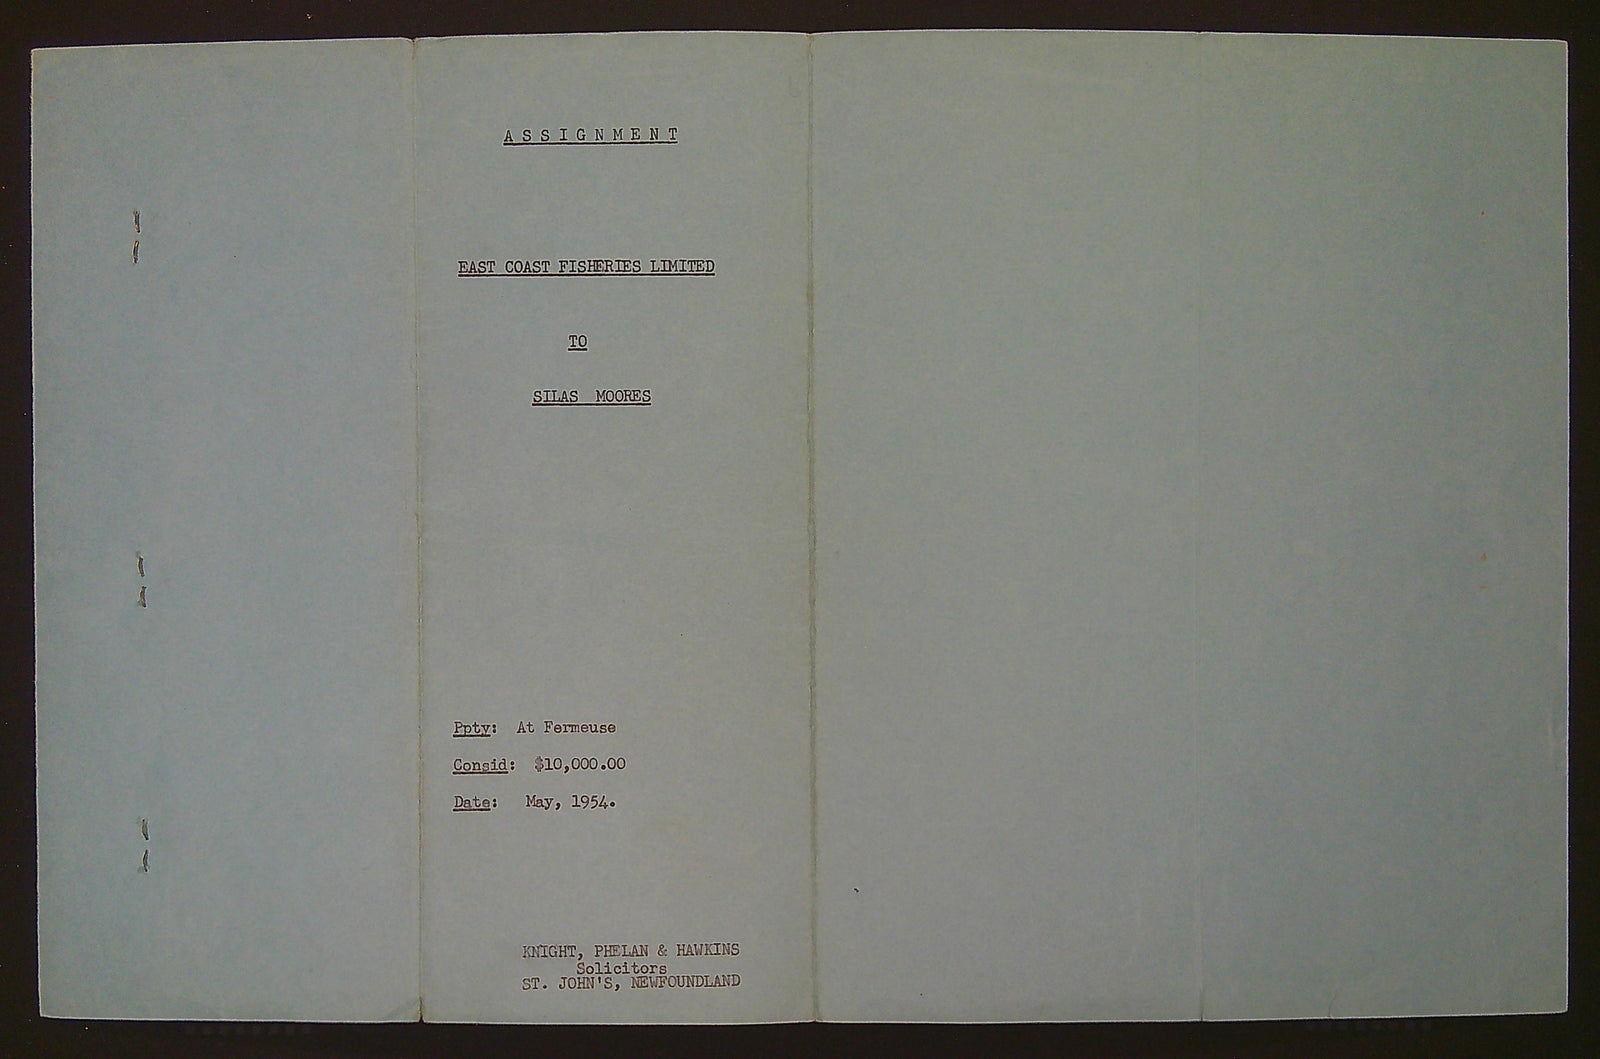 ASSIGNMENT
EAST COAST FISHERIES LIMITED
TO
SILAS MOORES
Ppty: At Fermeuse
Consid: $10,000.00
Date: May, 1954.
KNIGHT, PHELAN & HAWKINS
Solicitors
ST. JOHN'S, NEWFOUNDLAND